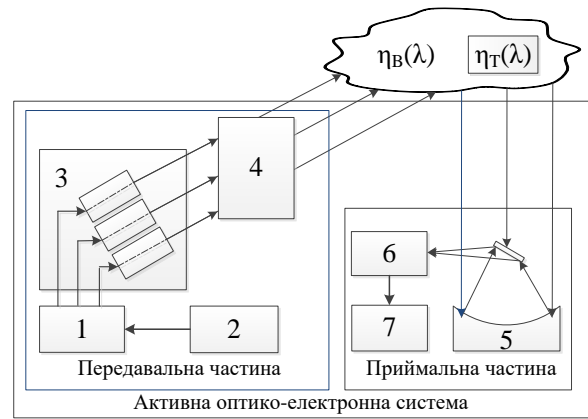 ηВ(λ) ηТ(λ)
3
4
6
1 2
7
5
Передавальна частина
Приймальна частина
Активна оптико-електронна система